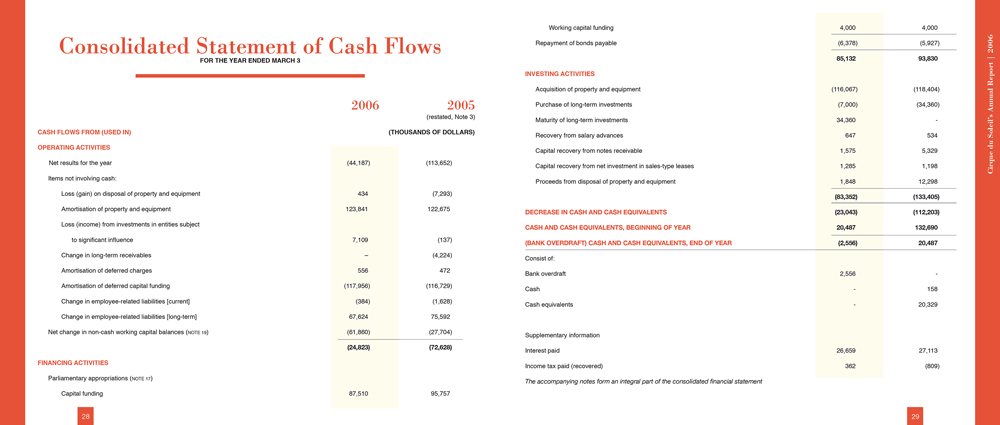 Consolidated Statement of Cash Flows
FOR THE YEAR ENDED MARCH 3
2006 2005
(restated, Note 3)
CASH FLOWS FROM (USED IN) (THOUSANDS OF DOLLARS)
OPERATING ACTIVITIES
Net results for the year (44,187) (113,652)
Items not involving cash:
Loss (gain) on disposal of property and equipment 434 (7,293)
Amortisation of property and equipment 123,841 122,675
Loss (income) from investments in entities subject
to significant influence 7,109 (137)
Change in long-term receivables – (4,224)
Amortisation of deferred charges 556 472
Amortisation of deferred capital funding (117,956) (116,729)
Change in employee-related liabilities [current] (384) (1,628)
Change in employee-related liabilities [long-term] 67,624 75,592
Net change in non-cash working capital balances (NOTE 19) (61,860) (27,704)
(24,823) (72,628)
FINANCING ACTIVITIES
Parliamentary appropriations (NOTE 17)
Capital funding 87,510 95,757
28
Working capital funding 4,000 4,000
Repayment of bonds payable (6,378) (5,927)
85,132 93,830
INVESTING ACTIVITIES
Acquisition of property and equipment (116,067) (118,404)
Purchase of long-term investments (7,000) (34,360)
Maturity of long-term investments 34,360 -
Recovery from salary advances 647 534
Capital recovery from notes receivable 1,575 5,329
Capital recovery from net investment in sales-type leases 1,285 1,198
Proceeds from disposal of property and equipment 1,848 12,298
(83,352) (133,405)
DECREASE IN CASH AND CASH EQUIVALENTS (23,043) (112,203)
CASH AND CASH EQUIVALENTS, BEGINNING OF YEAR 20,487 132,690
(BANK OVERDRAFT) CASH AND CASH EQUIVALENTS, END OF YEAR (2,556) 20,487
Consist of:
Bank overdraft 2,556 -
Cash - 158
Cash equivalents - 20,329
Supplementary information
Interest paid 26,659 27,113
Income tax paid (recovered) 362 (809)
The accompanying notes form an integral part of the consolidated financial statement
29
Cirque du Soleil's Annual Report | 2006